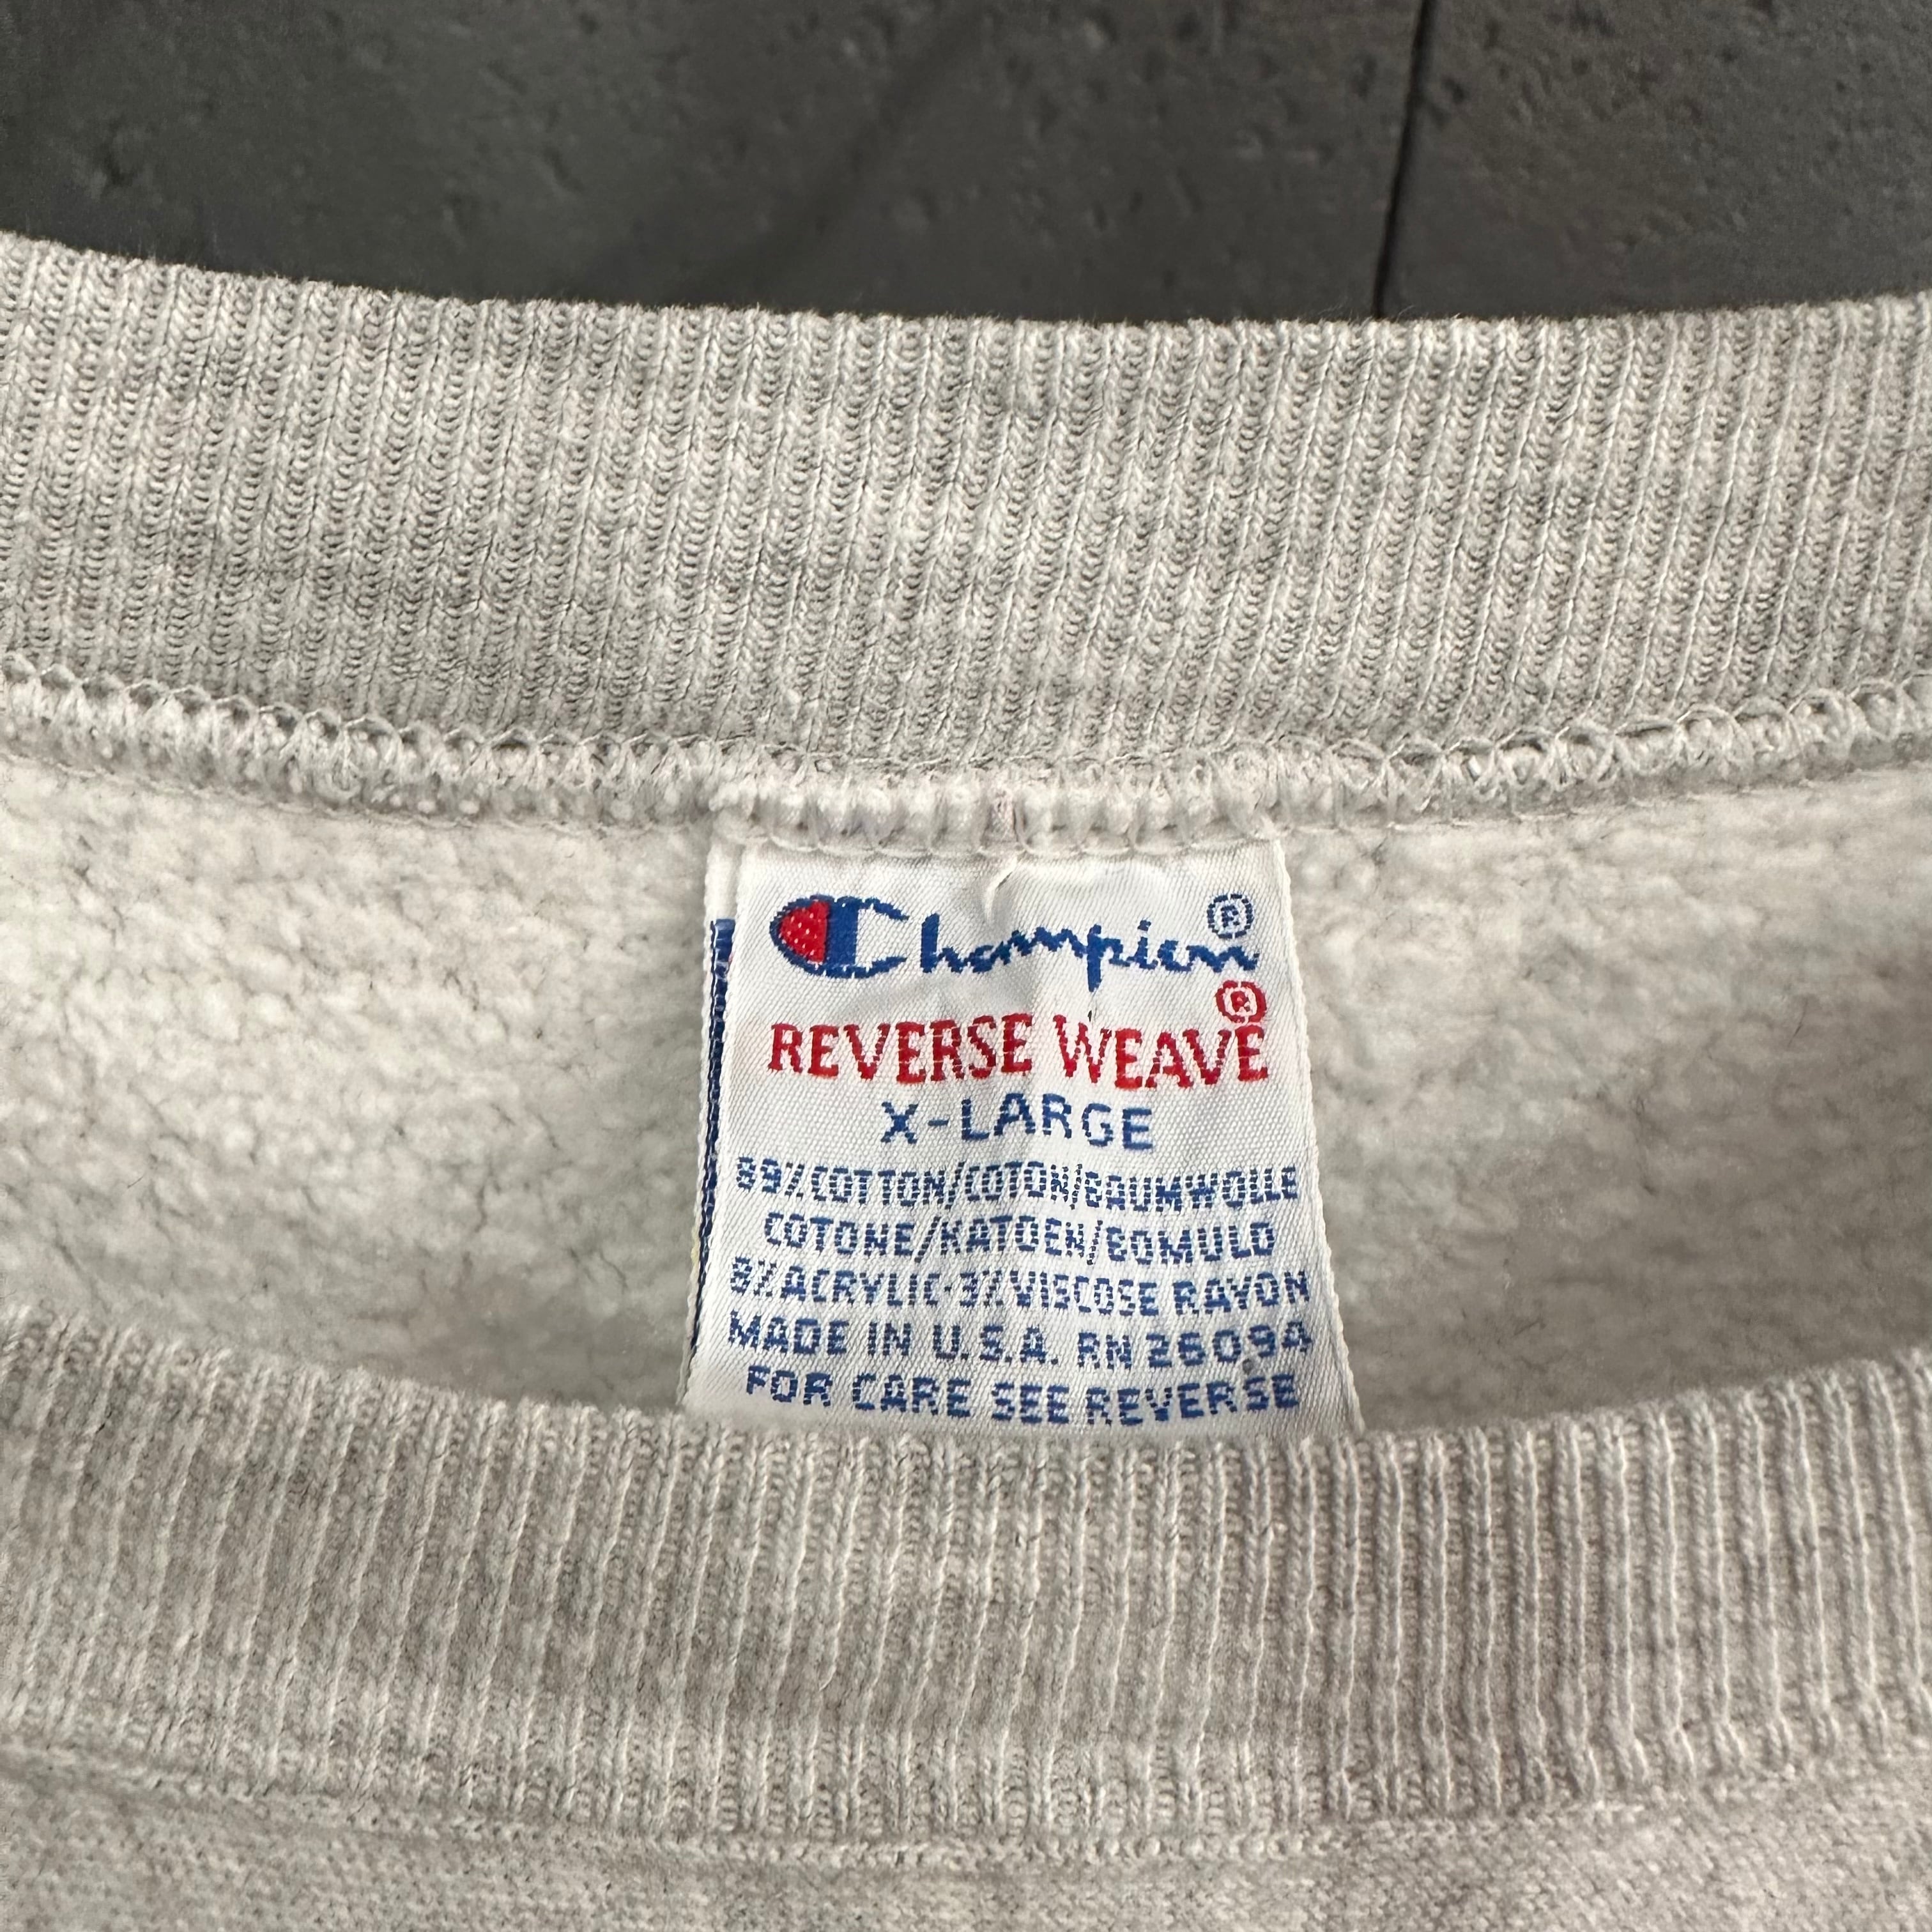 Champion®
REVERSE WEAVE®
X-LARGE
89% COTTON/COTON/BAUMWOLLE
COTONE/KATOEN/BOMULD
8% ACRYLIC-3% VISCOSE RAYON
MADE IN U.S.A. RN 26094
FOR CARE SEE REVERSE